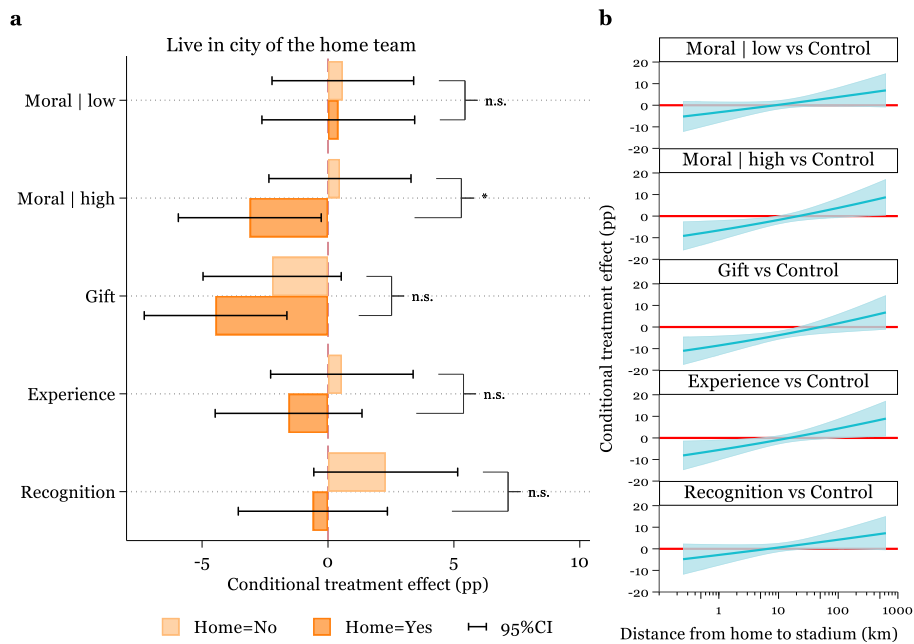 a
Live in city of the home team
Moral | low
n.s.
Moral | high
*
Gift
n.s.
Experience
n.s.
Recognition
n.s.
-5
0
5
10
Conditional treatment effect (pp)
Home=No
Home=Yes
95%CI
b
Conditional treatment effect (pp)
Moral | low vs Control
20
10
0
-10
-20
Moral | high vs Control
20
10
0
-10
-20
Gift vs Control
20
10
0
-10
-20
Experience vs Control
20
10
0
-10
-20
Recognition vs Control
20
10
0
-10
-20
1
10
100
1000
Distance from home to stadium (km)